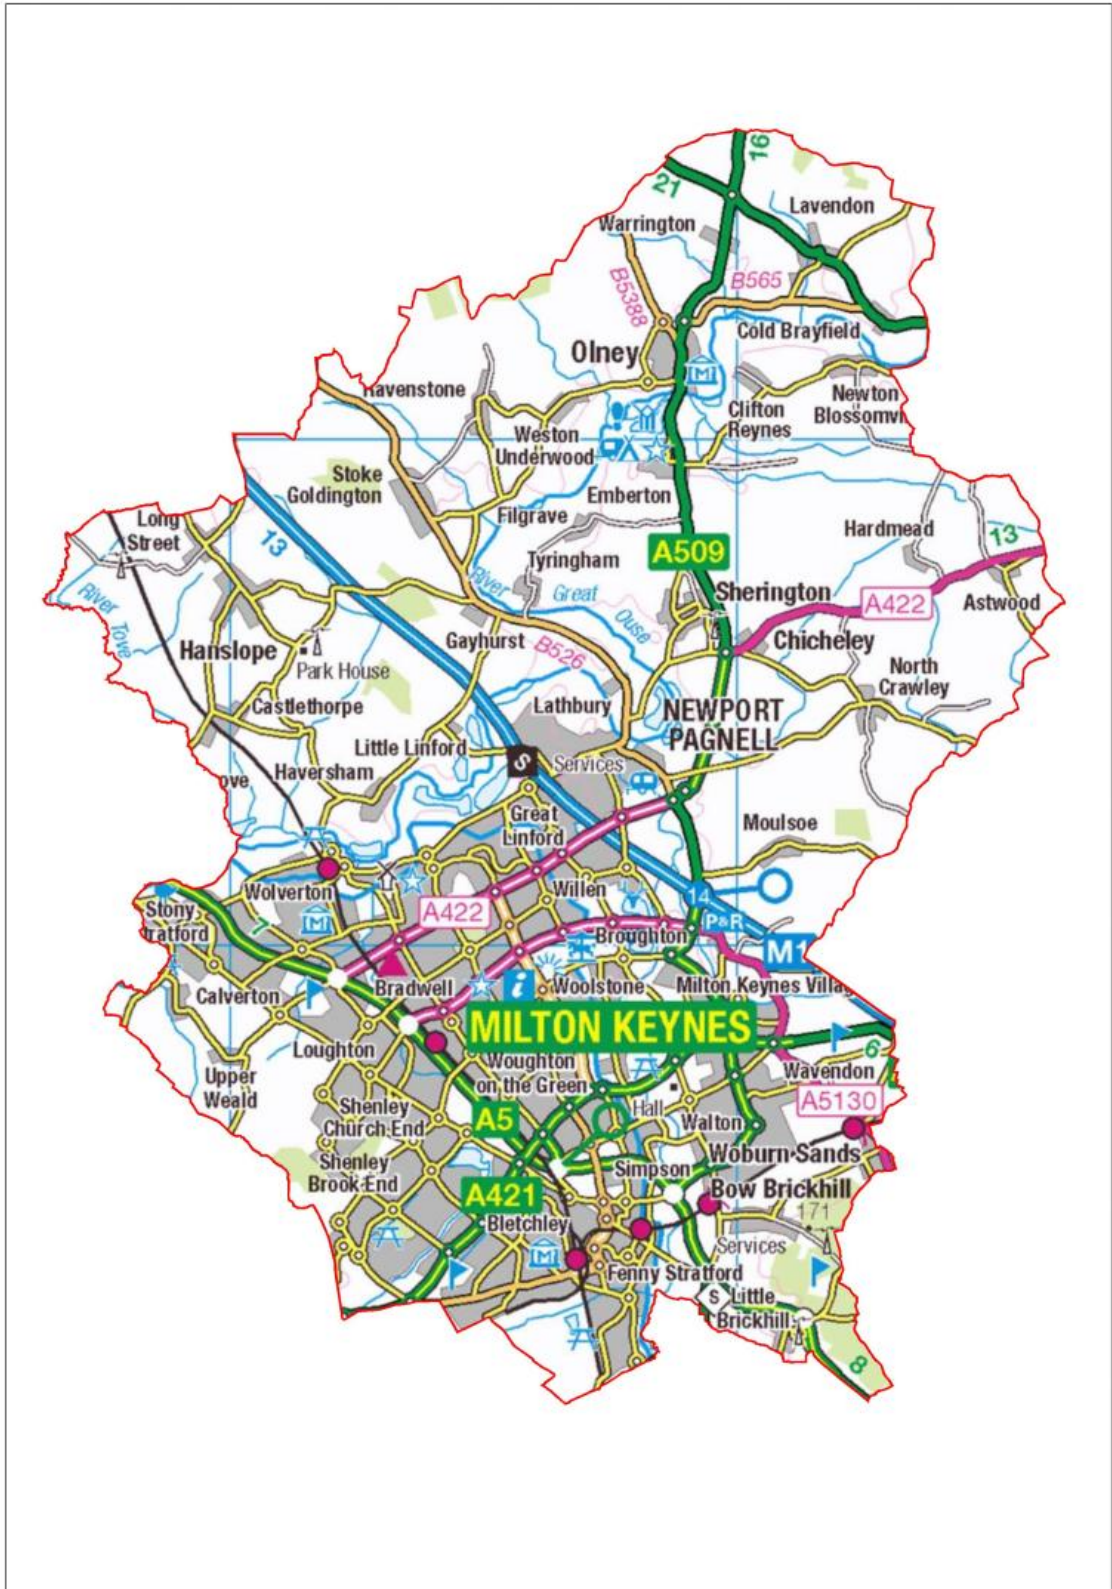 16
21
Lavendon
Warrington
B5388
B565
Cold Brayfield
Olney
M
Ravenstone
Newton
Blossomvi
Clifton
Reynes
Weston
Underwood
Stoke
Goldington
Emberton
Filgrave
Long
Street
13
Hardmead
13
A509
Tyringham
River
Great
Ouse
Sherington
A422
Astwood
River
Tove
Hanslope
Park House
Gayhurst
B526
Chicheley
North
Crawley
Castlethorpe
Lathbury
NEWPORT
PAGNELL
Little Linford
S
Services
Haversham
ove
Great
Linford
Moulsoe
Wolverton
Willen
14
P&R
Stony
tratford
7
M
A422
Broughton
M1
Calverton
Bradwell
i
Woolstone
Milton Keynes Villag
MILTON KEYNES
Loughton
6
Upper
Weald
Woughton
on the Green
Wavendon
A5130
Shenley
Church End
A5
Hall
Walton
Woburn Sands
Shenley
Brook End
Simpson
A421
Bow Brickhill
171
Bletchley
M
Services
Fenny Stratford
S
Little
Brickhill
8